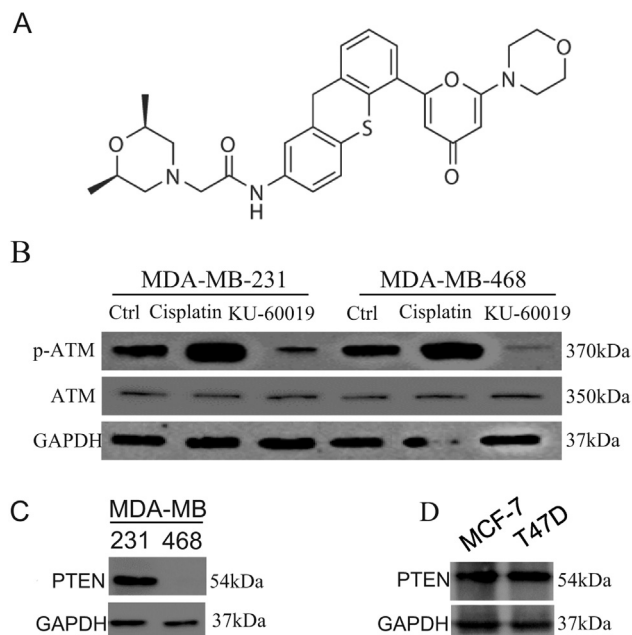 A
O
N
O
O
N
O
N
H
S
O
O
B
MDA-MB-231 MDA-MB-468
Ctrl Cisplatin KU-60019 Ctrl Cisplatin KU-60019
p-ATM 370kDa
ATM 350kDa
GAPDH 37kDa
C
MDA-MB
231 468
PTEN 54kDa
GAPDH 37kDa
D
MCF-7 T47D
PTEN 54kDa
GAPDH 37kDa